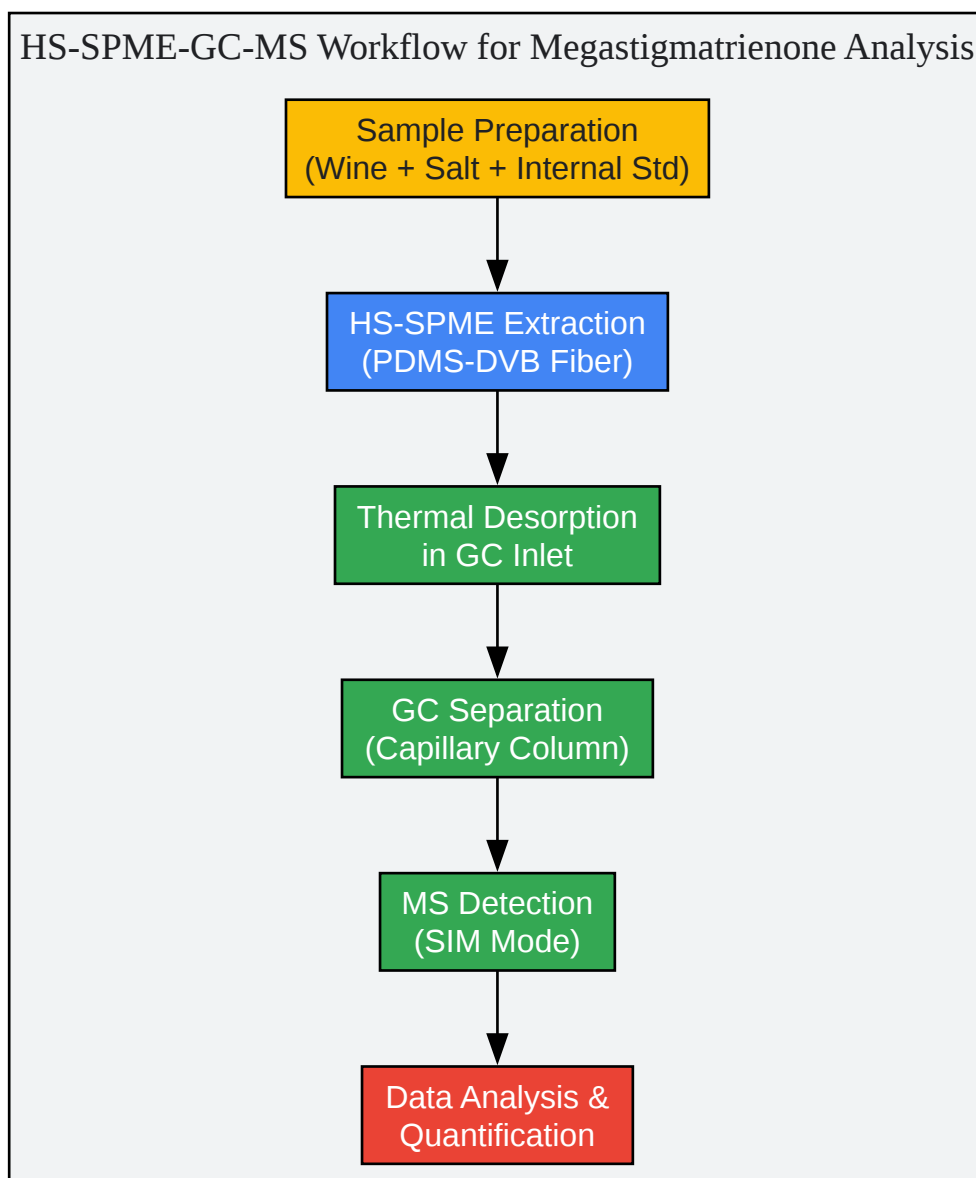 HS-SPME-GC-MS Workflow for Megastigmatrienone Analysis
Sample Preparation
(Wine + Salt + Internal Std)
HS-SPME Extraction
(PDMS-DVB Fiber)
Thermal Desorption
in GC Inlet
GC Separation
(Capillary Column)
MS Detection
(SIM Mode)
Data Analysis &
Quantification